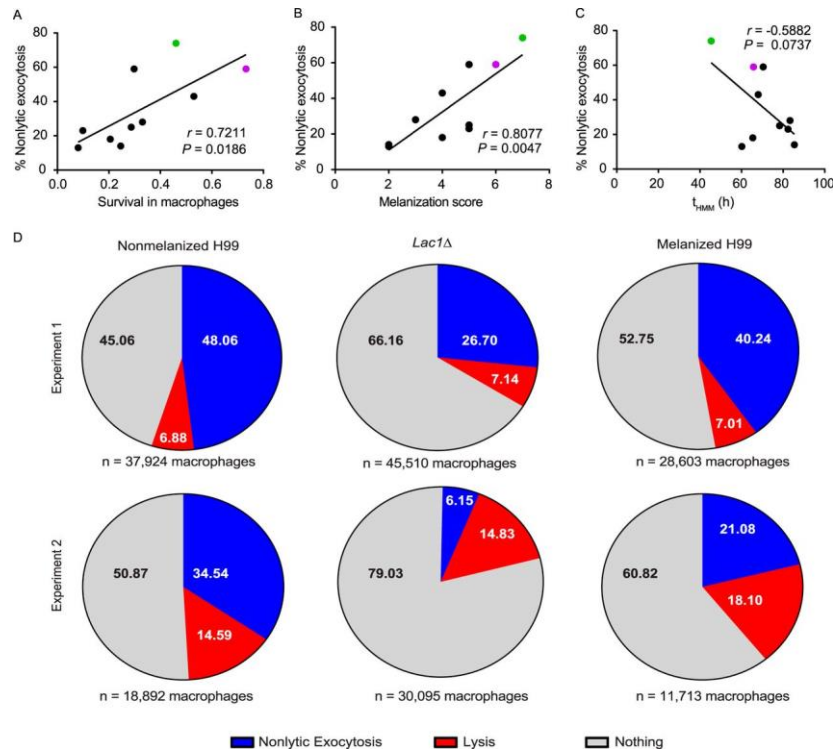 A
B
C
% Nonlytic exocytosis
80
60
40
20
0
0.0
0.2
0.4
0.6
0.8
Survival in macrophages
r = 0.7211
P = 0.0186
% Nonlytic exocytosis
80
60
40
20
0
0
2
4
6
8
Melanization score
r = 0.8077
P = 0.0047
% Nonlytic exocytosis
80
60
40
20
0
0
20
40
60
80
100
tHMM (h)
r = -0.5882
P = 0.0737
D
Nonmelanized H99
Lac1Δ
Melanized H99
Experiment 1
45.06
48.06
6.88
66.16
26.70
7.14
52.75
40.24
7.01
n = 37,924 macrophages
n = 45,510 macrophages
n = 28,603 macrophages
Experiment 2
50.87
34.54
14.59
6.15
14.83
79.03
21.08
60.82
18.10
n = 18,892 macrophages
n = 30,095 macrophages
n = 11,713 macrophages
Nonlytic Exocytosis
Lysis
Nothing